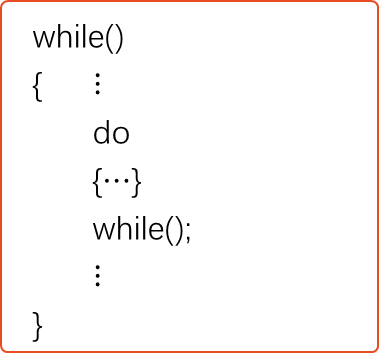 while()
{ ⋮
do
{⋯}
while();
⋮
}